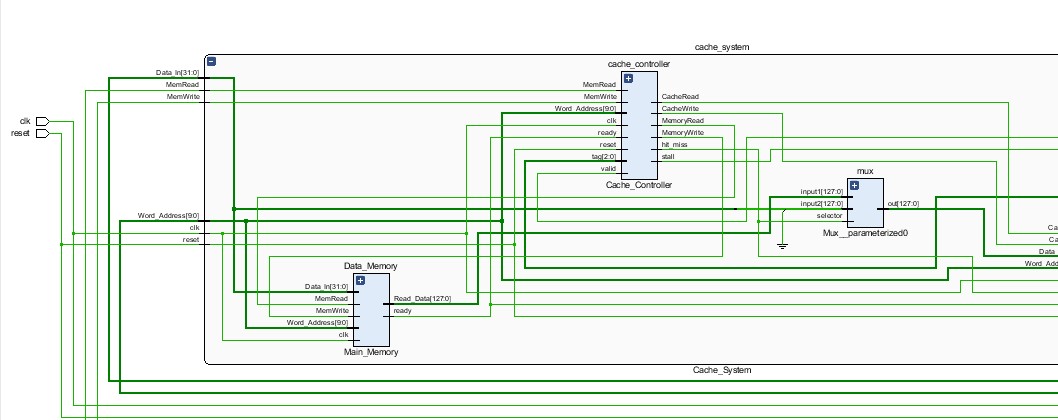 cache_system
cache_controller
Data_In[31:0]
MemRead
MemWrite
MemRead
MemWrite
Word_Address[9:0]
clk
ready
reset
tag[2:0]
valid
CacheRead
CacheWrite
MemoryRead
MemoryWrite
hit_miss
stall
Cache_Controller
clk
reset
mux
input1[127:0]
input2[127:0]
selector
out[127:0]
Mux__parameterized0
Word_Address[9:0]
clk
reset
Ca
Ca
Data_
Word_Add
Data_Memory
Data_In[31:0]
MemRead
MemWrite
Word_Address[9:0]
clk
Read_Data[127:0]
ready
Main_Memory
Cache_System